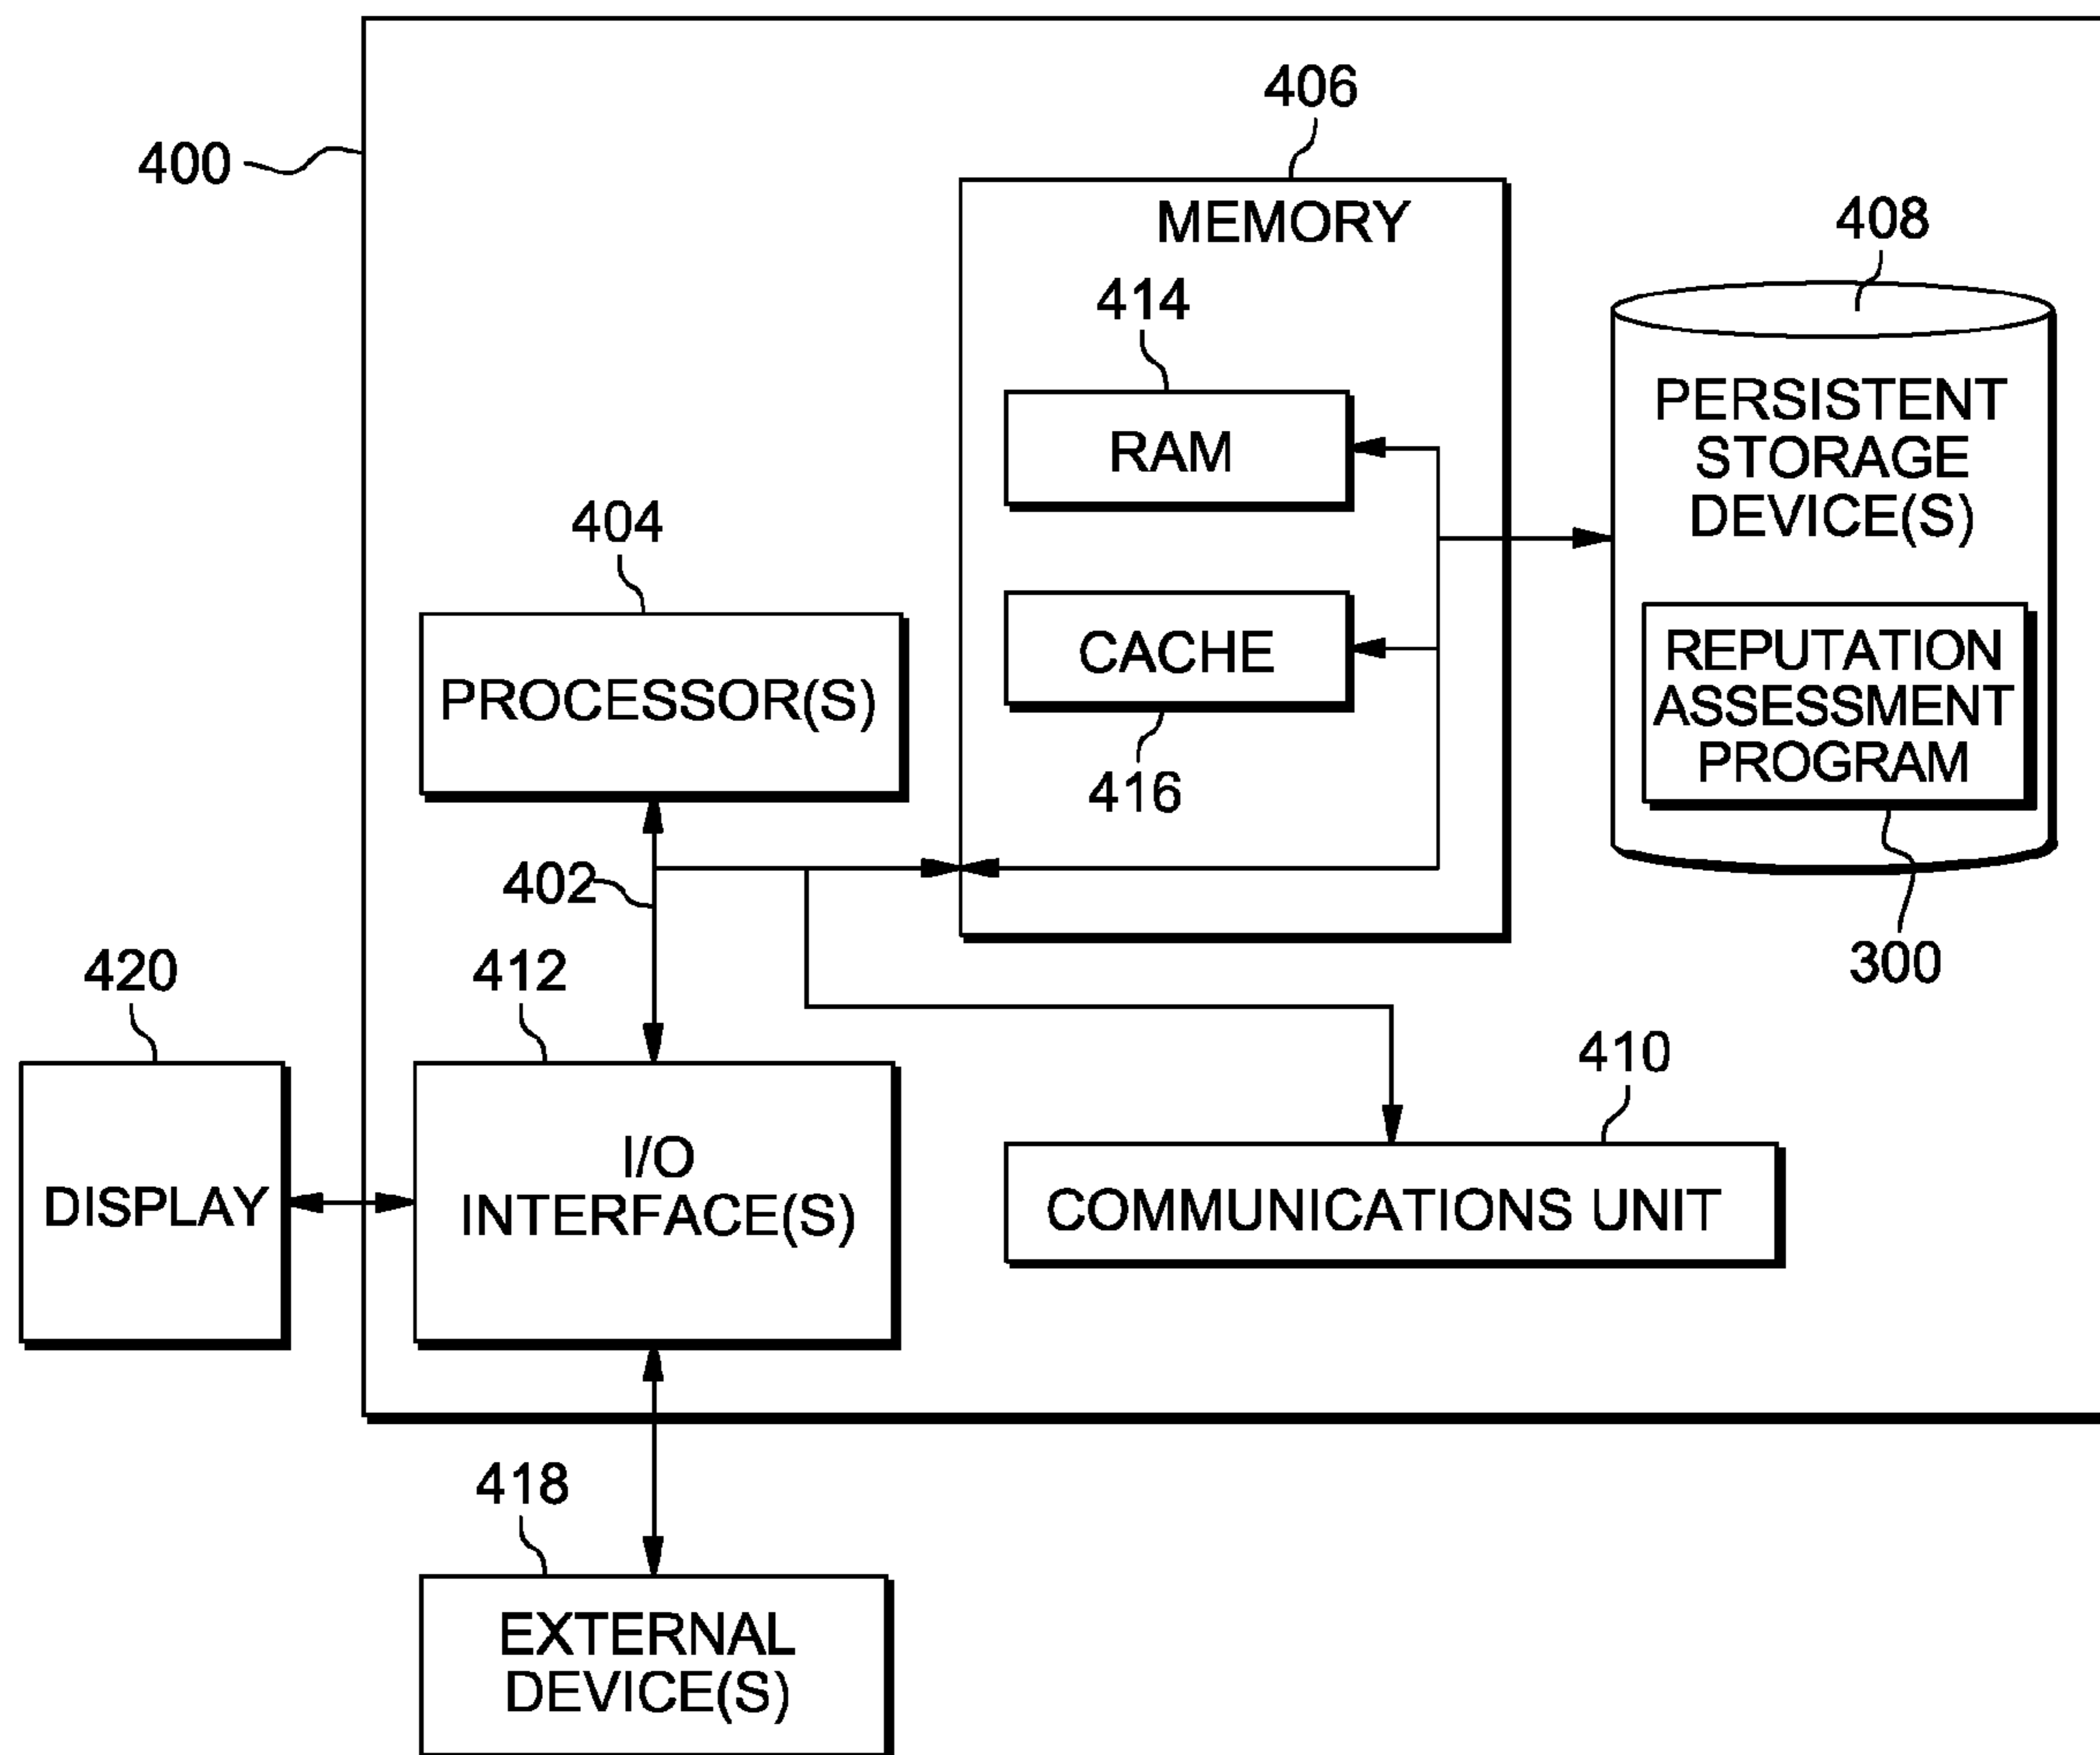 400
406
MEMORY
408
414
RAM
PERSISTENT
STORAGE
DEVICE(S)
404
PROCESSOR(S)
CACHE
416
REPUTATION
ASSESSMENT
PROGRAM
402
300
420
412
410
DISPLAY
I/O
INTERFACE(S)
COMMUNICATIONS UNIT
418
EXTERNAL
DEVICE(S)